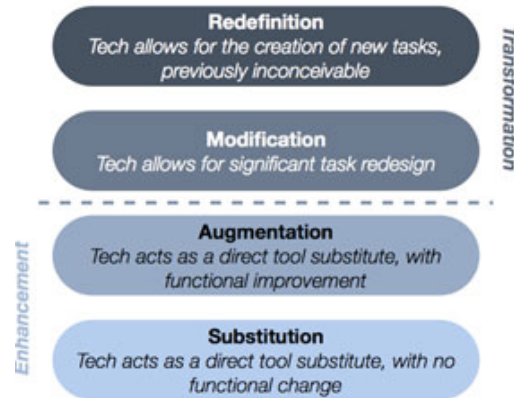 Redefinition
Tech allows for the creation of new tasks,
previously inconceivable
Transformation
Modification
Tech allows for significant task redesign
Augmentation
Tech acts as a direct tool substitute, with
functional improvement
Enhancement
Substitution
Tech acts as a direct tool substitute, with no
functional change